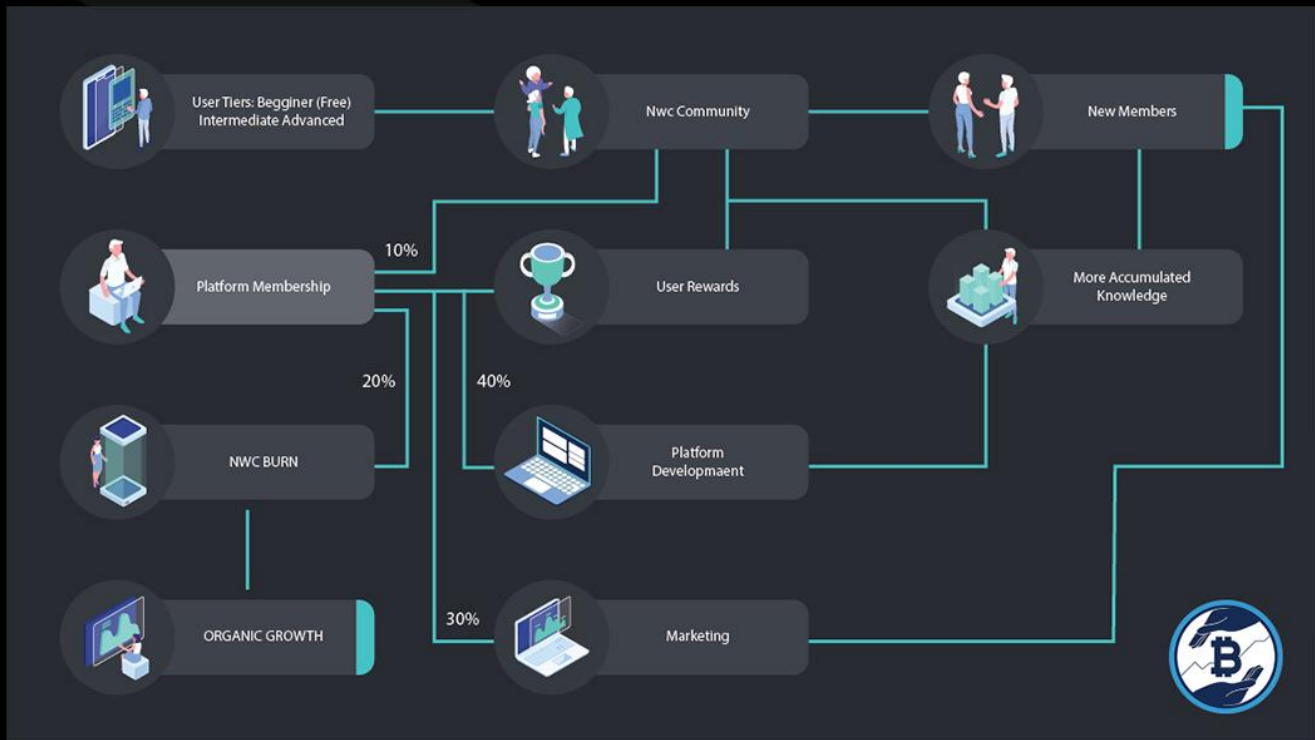 User Tiers: Begginer (Free)
Intermediate Advanced
Nwc Community
New Members
10%
Platform Membership
User Rewards
More Accumulated
Knowledge
20%
40%
NWC BURN
Platform
Developmaent
30%
ORGANIC GROWTH
Marketing
B